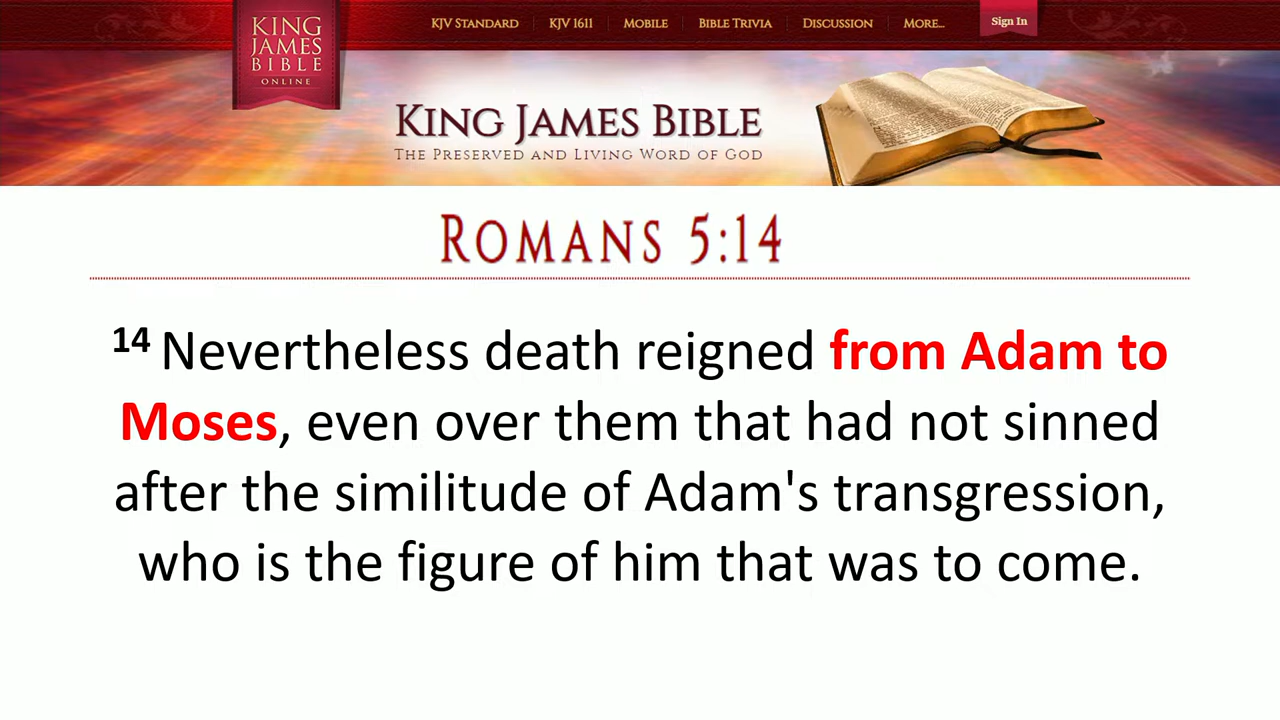 KING
JAMES
BIBLE
ONLINE
KJV STANDARD KJV 1611 MOBILE BIBLE TRIVIA DISCUSSION MORE... Sign In
KING JAMES BIBLE
THE PRESERVED AND LIVING WORD OF GOD
ROMANS 5:14
14 Nevertheless death reigned from Adam to
Moses, even over them that had not sinned
after the similitude of Adam's transgression,
who is the figure of him that was to come.